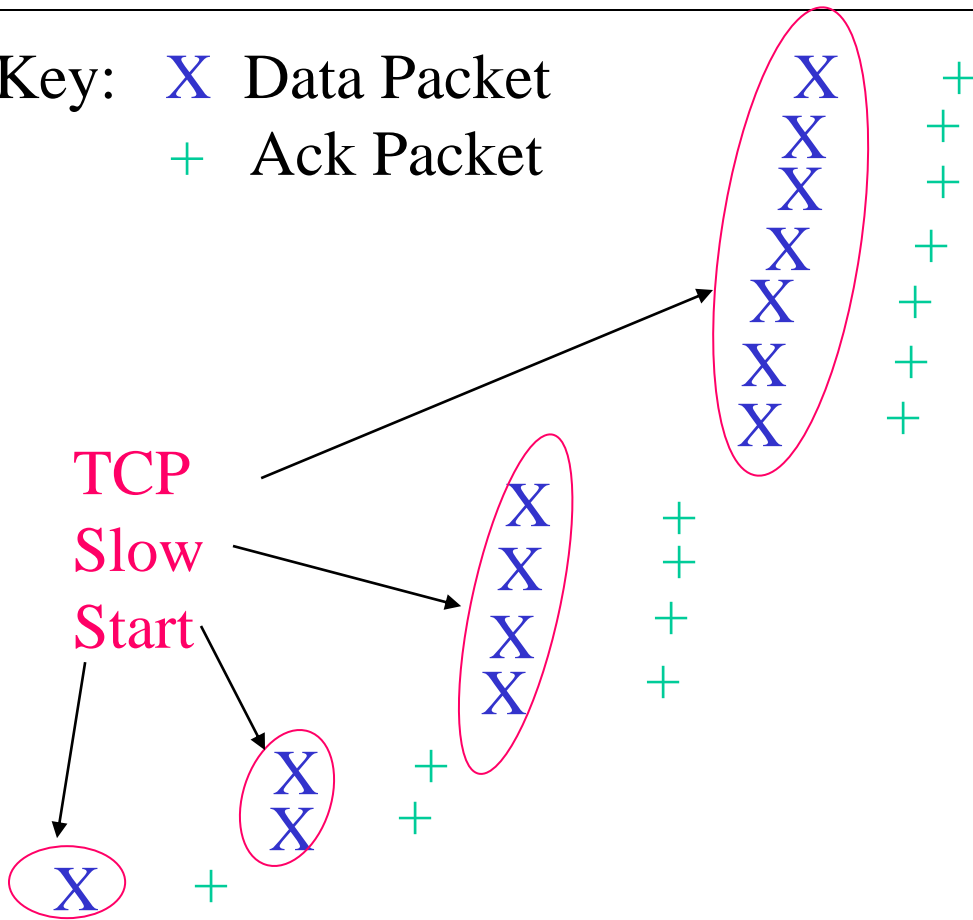 Key: X Data Packet
+ Ack Packet
X +
X +
X +
X +
X +
X +
X +
TCP
Slow
Start
X +
X +
X +
X +
X +
X +
X +